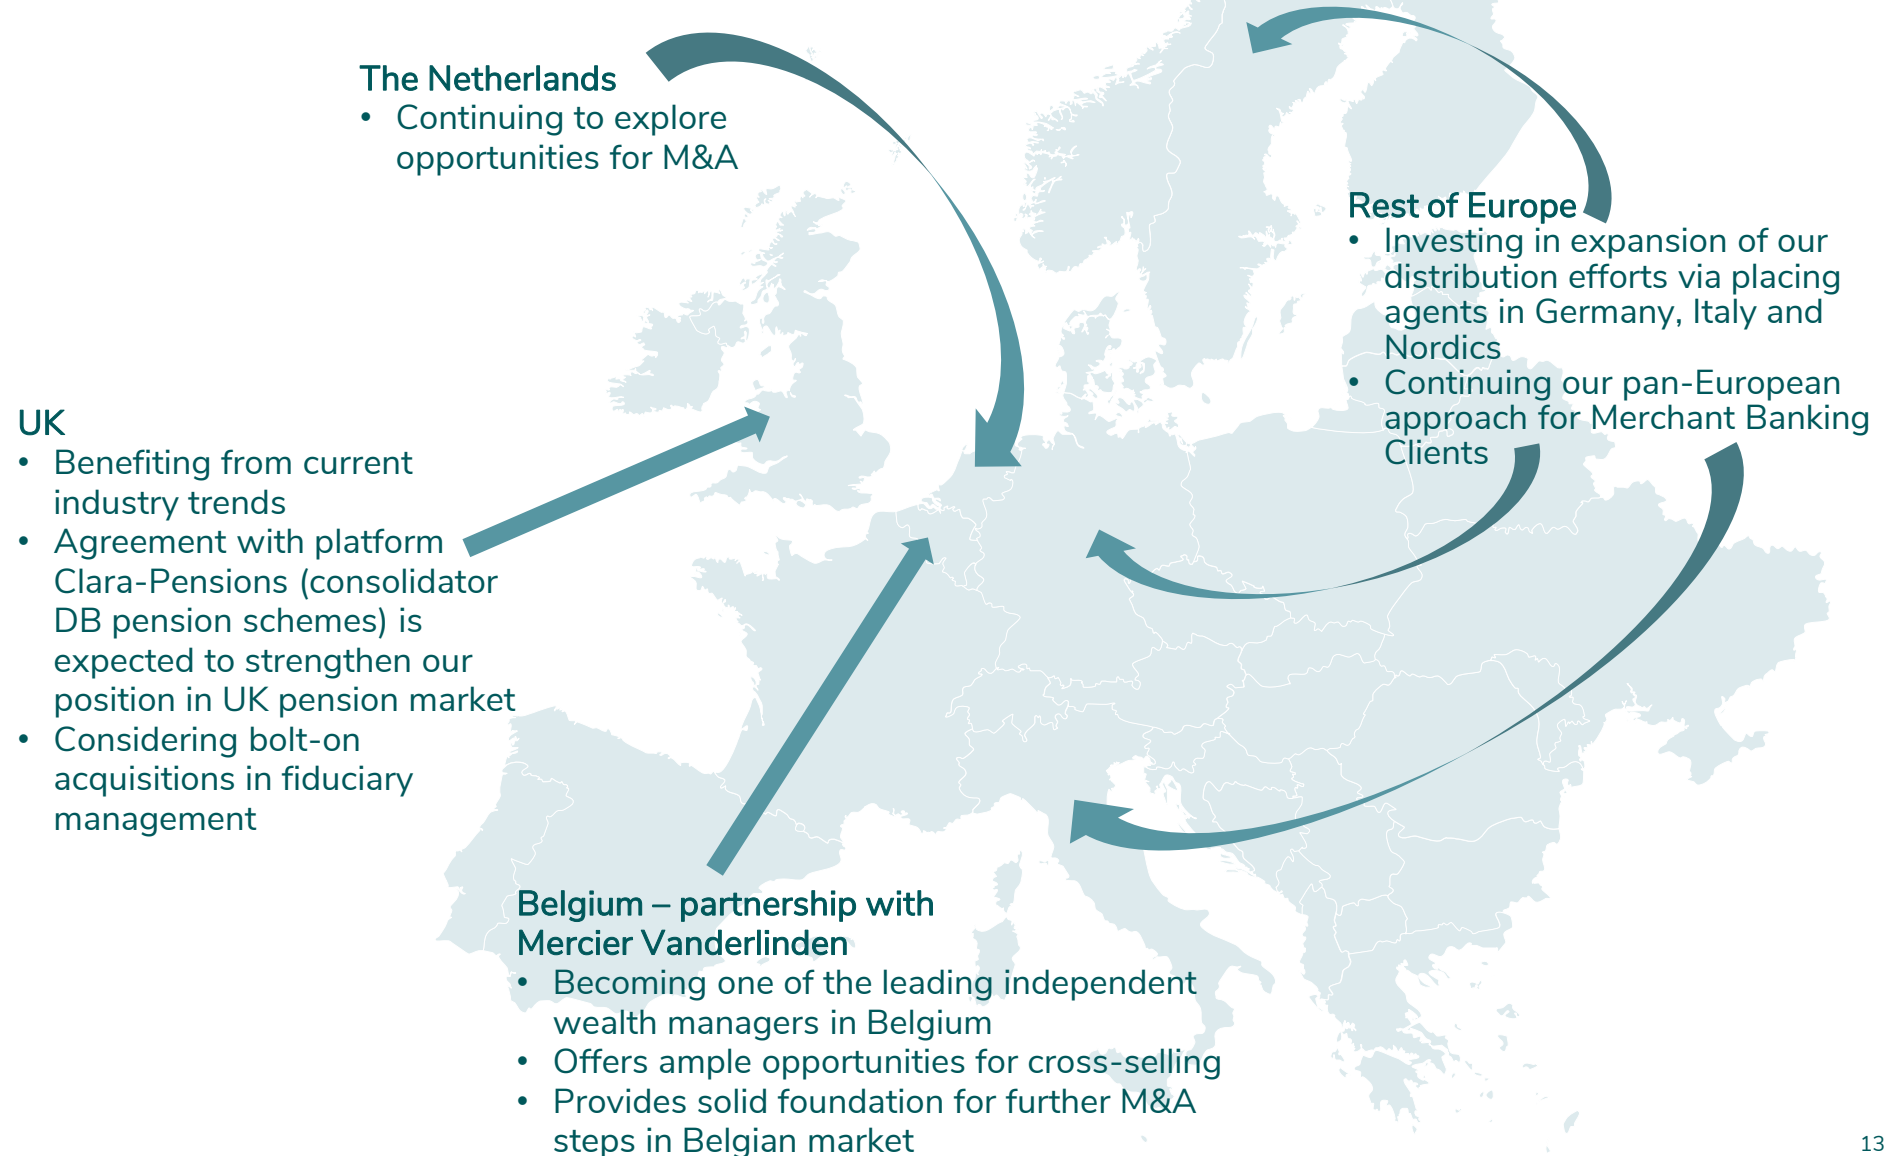 The Netherlands
• Continuing to explore
opportunities for M&A
Rest of Europe
• Investing in expansion of our
distribution efforts via placing
agents in Germany, Italy and
Nordics
• Continuing our pan-European
approach for Merchant Banking
Clients
UK
• Benefiting from current
industry trends
• Agreement with platform
Clara-Pensions (consolidator
DB pension schemes) is
expected to strengthen our
position in UK pension market
• Considering bolt-on
acquisitions in fiduciary
management
Belgium – partnership with
Mercier Vanderlinden
• Becoming one of the leading independent
wealth managers in Belgium
• Offers ample opportunities for cross-selling
• Provides solid foundation for further M&A
steps in Belgian market
13